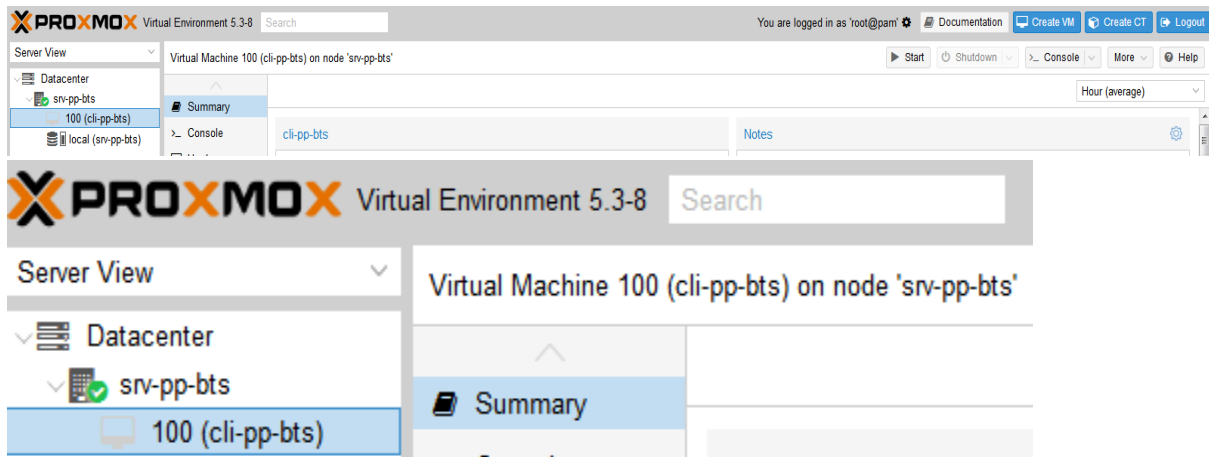 PROXMOX Virtual Environment 5.3-8 Search You are logged in as 'root@pam' Documentation Create VM Create CT Logout
Server View Virtual Machine 100 (cli-pp-bts) on node 'srv-pp-bts' Start Shutdown >_ Console More Help
Datacenter Hour (average)
srv-pp-bts Summary
100 (cli-pp-bts)
local (srv-pp-bts) >_ Console cli-pp-bts Notes
PROXMOX Virtual Environment 5.3-8 Search
Server View Virtual Machine 100 (cli-pp-bts) on node 'srv-pp-bts'
Datacenter
srv-pp-bts Summary
100 (cli-pp-bts)